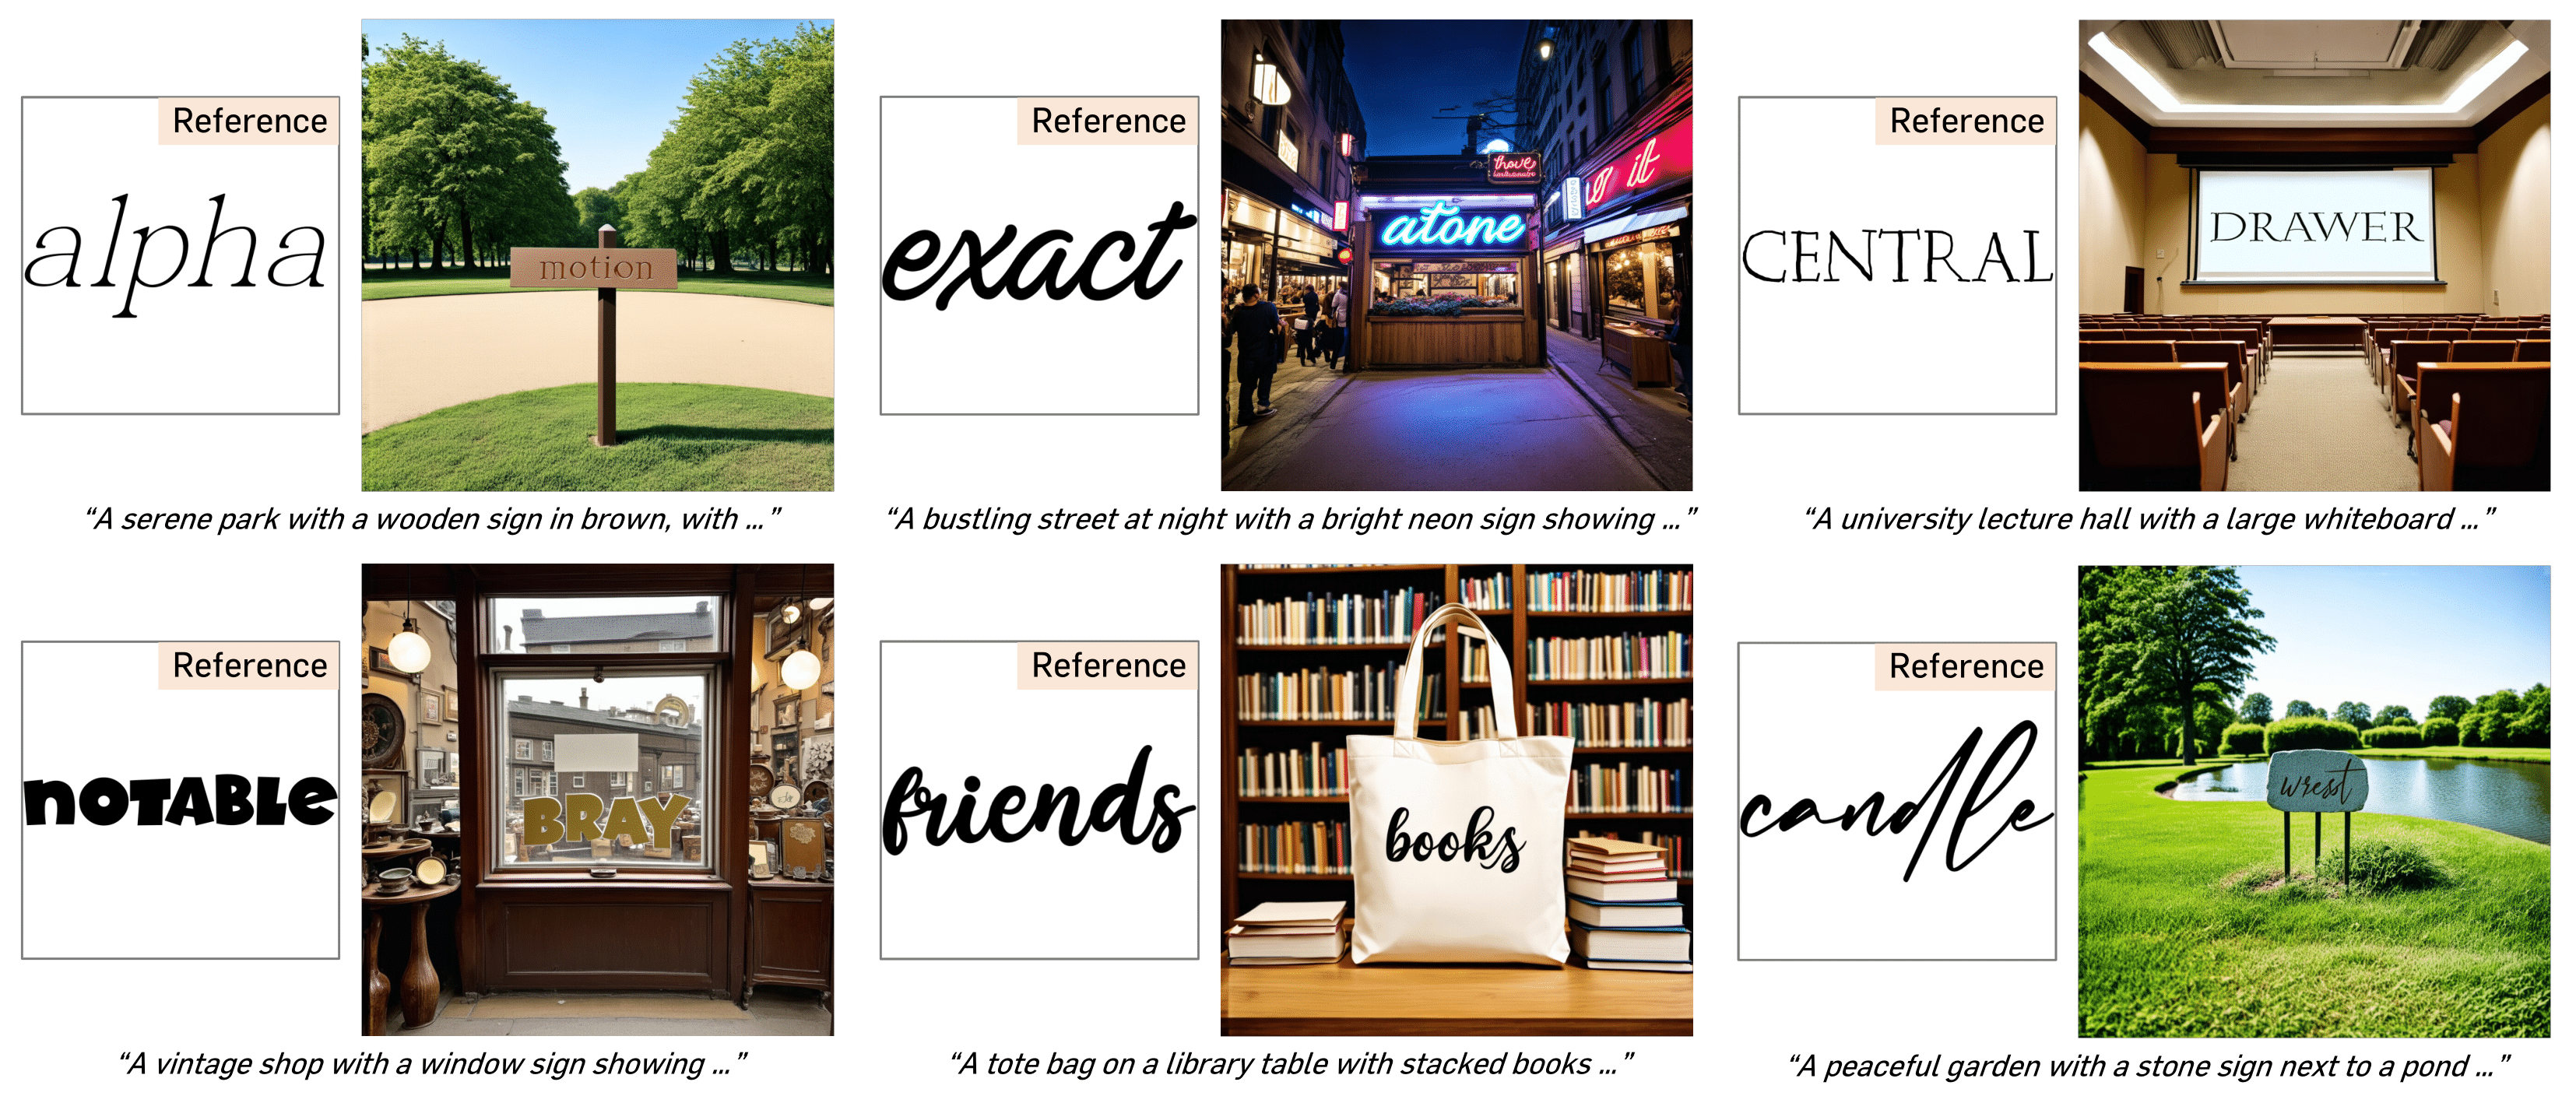 Reference
alpha
motion
“A serene park with a wooden sign in brown, with ...”
Reference
exact
atone
it
“A bustling street at night with a bright neon sign showing ...”
Reference
CENTRAL
DRAWER
“A university lecture hall with a large whiteboard ...”
Reference
nOTABLe
BRAY
“A vintage shop with a window sign showing ...”
Reference
friends
books
“A tote bag on a library table with stacked books ...”
Reference
candle
wrest
“A peaceful garden with a stone sign next to a pond ...”